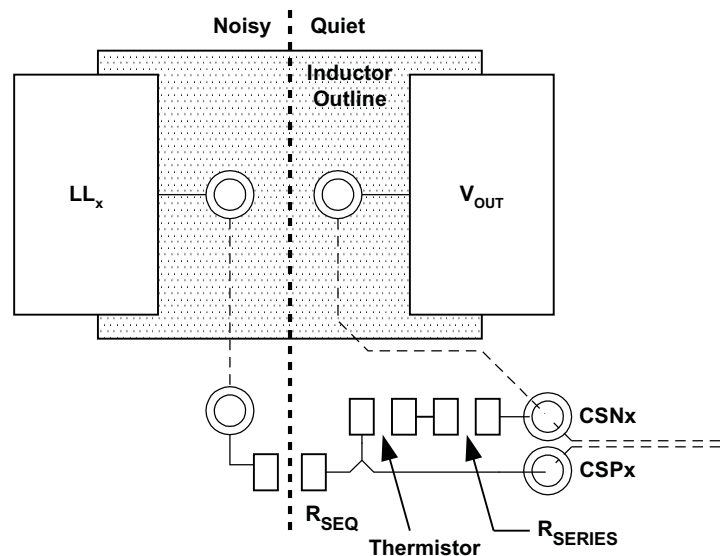 Noisy Quiet
Inductor
Outline
LLx
VOUT
CSNx
CSPx
RSEQ
RSERIES
Thermistor